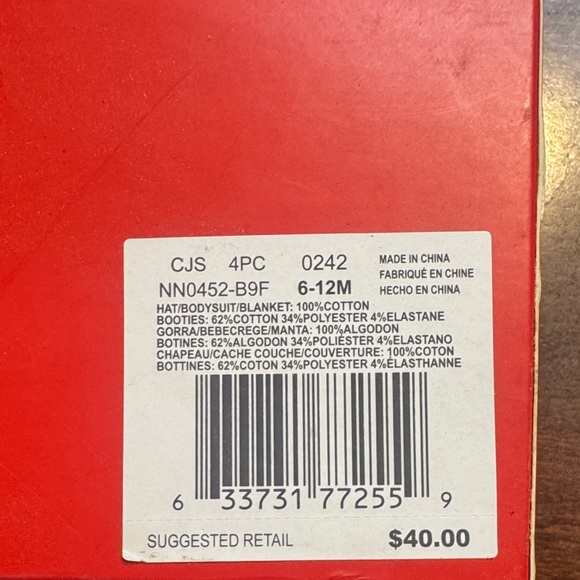 CJS 4PC 0242 MADE IN CHINA
FABRIQUÉ EN CHINE
NN0452-B9F 6-12M HECHO EN CHINA
HAT/BODYSUIT/BLANKET: 100%COTTON
BOOTIES: 62%COTTON 34%POLYESTER 4%ELASTANE
GORRA/BEBECREGE/MANTA: 100%ALGODON
BOTINES: 62%ALGODON 34%POLIÉSTER 4%ELASTANO
CHAPEAU/CACHE COUCHE/COUVERTURE: 100%COTON
BOTTINES: 62%COTON 34%POLYESTER 4%ÉLASTHANNE
6 33731 77255 9
SUGGESTED RETAIL $40.00